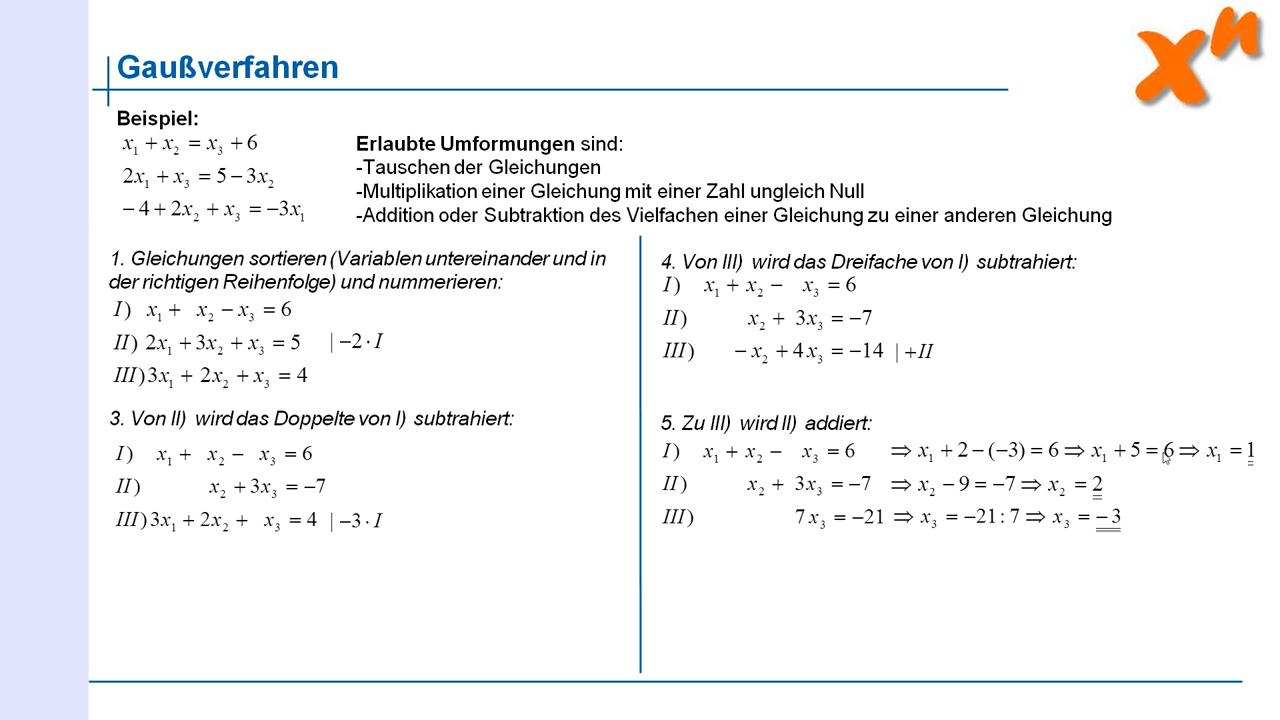 xⁿ
Gaußverfahren
Beispiel:
x₁ + x₂ = x₃ + 6
2x₁ + x₃ = 5 − 3x₂
−4 + 2x₂ + x₃ = −3x₁
Erlaubte Umformungen sind:
-Tauschen der Gleichungen
-Multiplikation einer Gleichung mit einer Zahl ungleich Null
-Addition oder Subtraktion des Vielfachen einer Gleichung zu einer anderen Gleichung
1. Gleichungen sortieren (Variablen untereinander und in
der richtigen Reihenfolge) und nummerieren:
I) x₁ + x₂ − x₃ = 6
II) 2x₁ + 3x₂ + x₃ = 5 | −2 · I
III) 3x₁ + 2x₂ + x₃ = 4
3. Von II) wird das Doppelte von I) subtrahiert:
I) x₁ + x₂ − x₃ = 6
II) x₂ + 3x₃ = −7
III) 3x₁ + 2x₂ + x₃ = 4 | −3 · I
4. Von III) wird das Dreifache von I) subtrahiert:
I) x₁ + x₂ − x₃ = 6
II) x₂ + 3x₃ = −7
III) −x₂ + 4x₃ = −14 | +II
5. Zu III) wird II) addiert:
I) x₁ + x₂ − x₃ = 6 ⇒ x₁ + 2 − (−3) = 6 ⇒ x₁ + 5 = 6 ⇒ x₁ = 1
II) x₂ + 3x₃ = −7 ⇒ x₂ − 9 = −7 ⇒ x₂ = 2
III) 7x₃ = −21 ⇒ x₃ = −21 : 7 ⇒ x₃ = −3